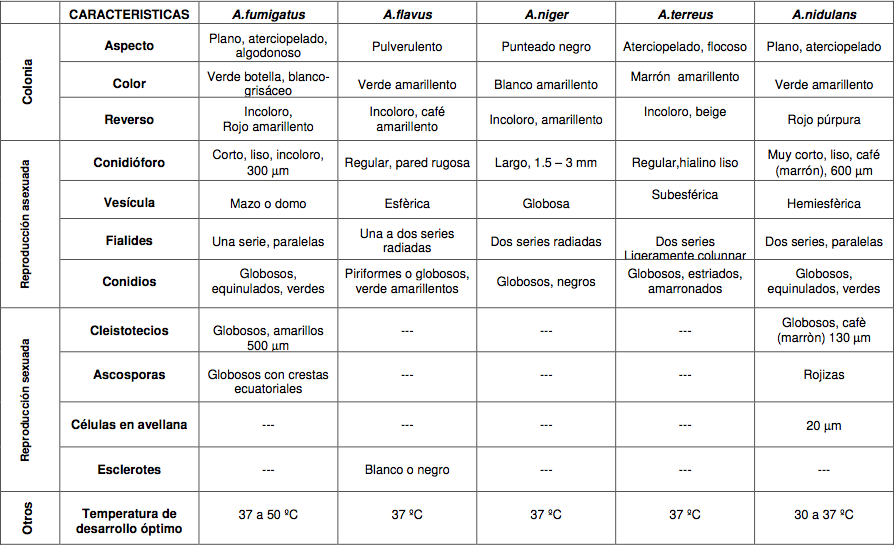 CARACTERISTICAS A.fumigatus A.flavus A.niger A.terreus A.nidulans
Colonia
Aspecto
Plano, aterciopelado,
algodonoso
Pulverulento
Punteado negro
Aterciopelado, flocoso
Plano, aterciopelado
Color
Verde botella, blanco-
grisáceo
Verde amarillento
Blanco amarillento
Marrón amarillento
Verde amarillento
Reverso
Incoloro,
Rojo amarillento
Incoloro, café
amarillento
Incoloro, amarillento
Incoloro, beige
Rojo púrpura
Reproducción asexuada
Conidióforo
Corto, liso, incoloro,
300 µm
Regular, pared rugosa
Largo, 1.5 – 3 mm
Regular,hialino liso
Muy corto, liso, café
(marrón), 600 µm
Vesícula
Mazo o domo
Esfèrica
Globosa
Subesférica
Hemiesfèrica
Fialides
Una serie, paralelas
Una a dos series
radiadas
Dos series radiadas
Dos series
Ligeramente columnar
Dos series, paralelas
Conidios
Globosos,
equinulados, verdes
Piriformes o globosos,
verde amarillentos
Globosos, negros
Globosos, estriados,
amarronados
Globosos,
equinulados, verdes
Reproducción sexuada
Cleistotecios
Globosos, amarillos
500 µm
---
---
---
Globosos, cafè
(marròn) 130 µm
Ascosporas
Globosos con crestas
ecuatoriales
---
---
---
Rojizas
Células en avellana
---
---
---
---
20 µm
Esclerotes
---
Blanco o negro
---
---
---
Otros
Temperatura de
desarrollo óptimo
37 a 50 ºC
37 ºC
37 ºC
37 ºC
30 a 37 ºC